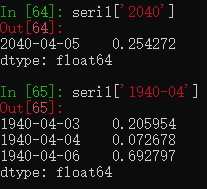 In [64]: seri1['2040']
Out[64]:
2040-04-05    0.254272
dtype: float64
In [65]: seri1['1940-04']
Out[65]:
1940-04-03    0.205954
1940-04-04    0.072678
1940-04-06    0.692797
dtype: float64